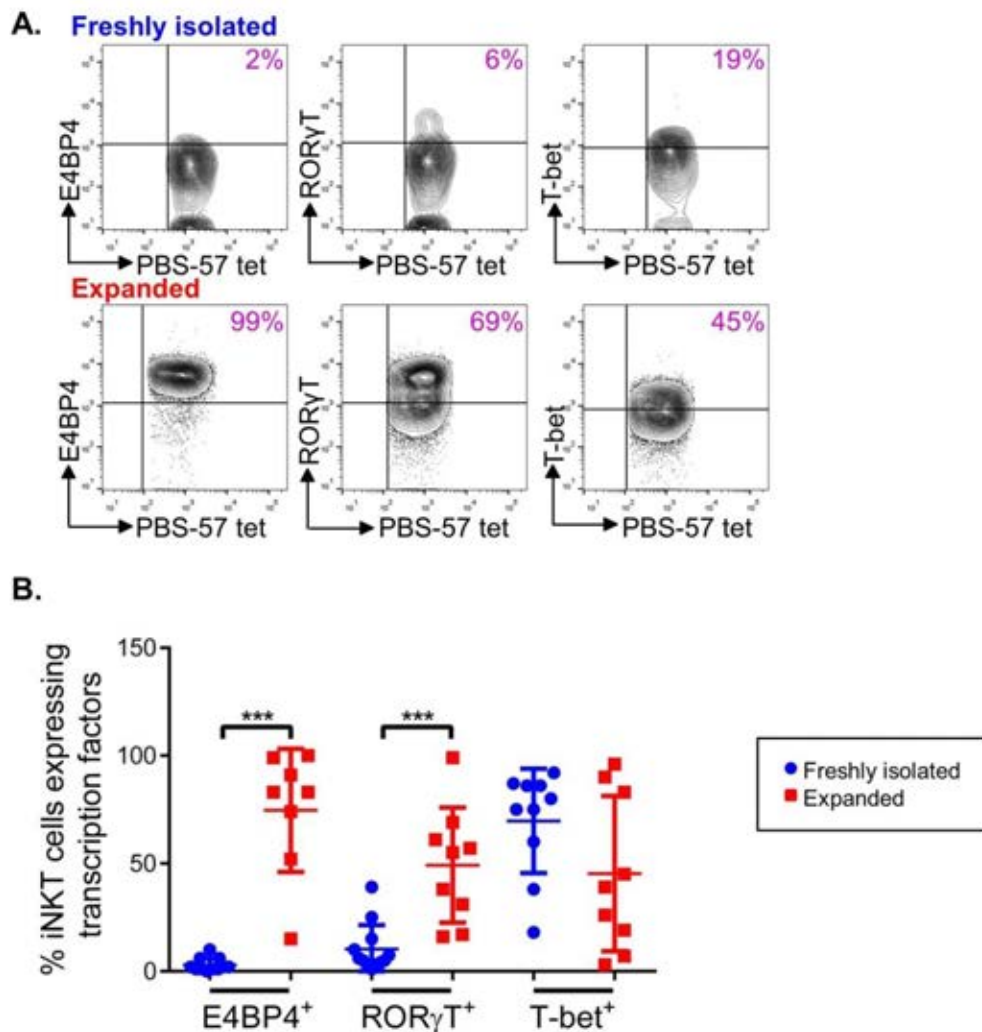 A.
Freshly isolated
2%
6%
19%
E4BP4
RORγT
T-bet
PBS-57 tet
PBS-57 tet
PBS-57 tet
Expanded
99%
69%
45%
E4BP4
RORγT
T-bet
PBS-57 tet
PBS-57 tet
PBS-57 tet
B.
% iNKT cells expressing
transcription factors
150
100
50
0
***
***
E4BP4+
RORγT+
T-bet+
Freshly isolated
Expanded